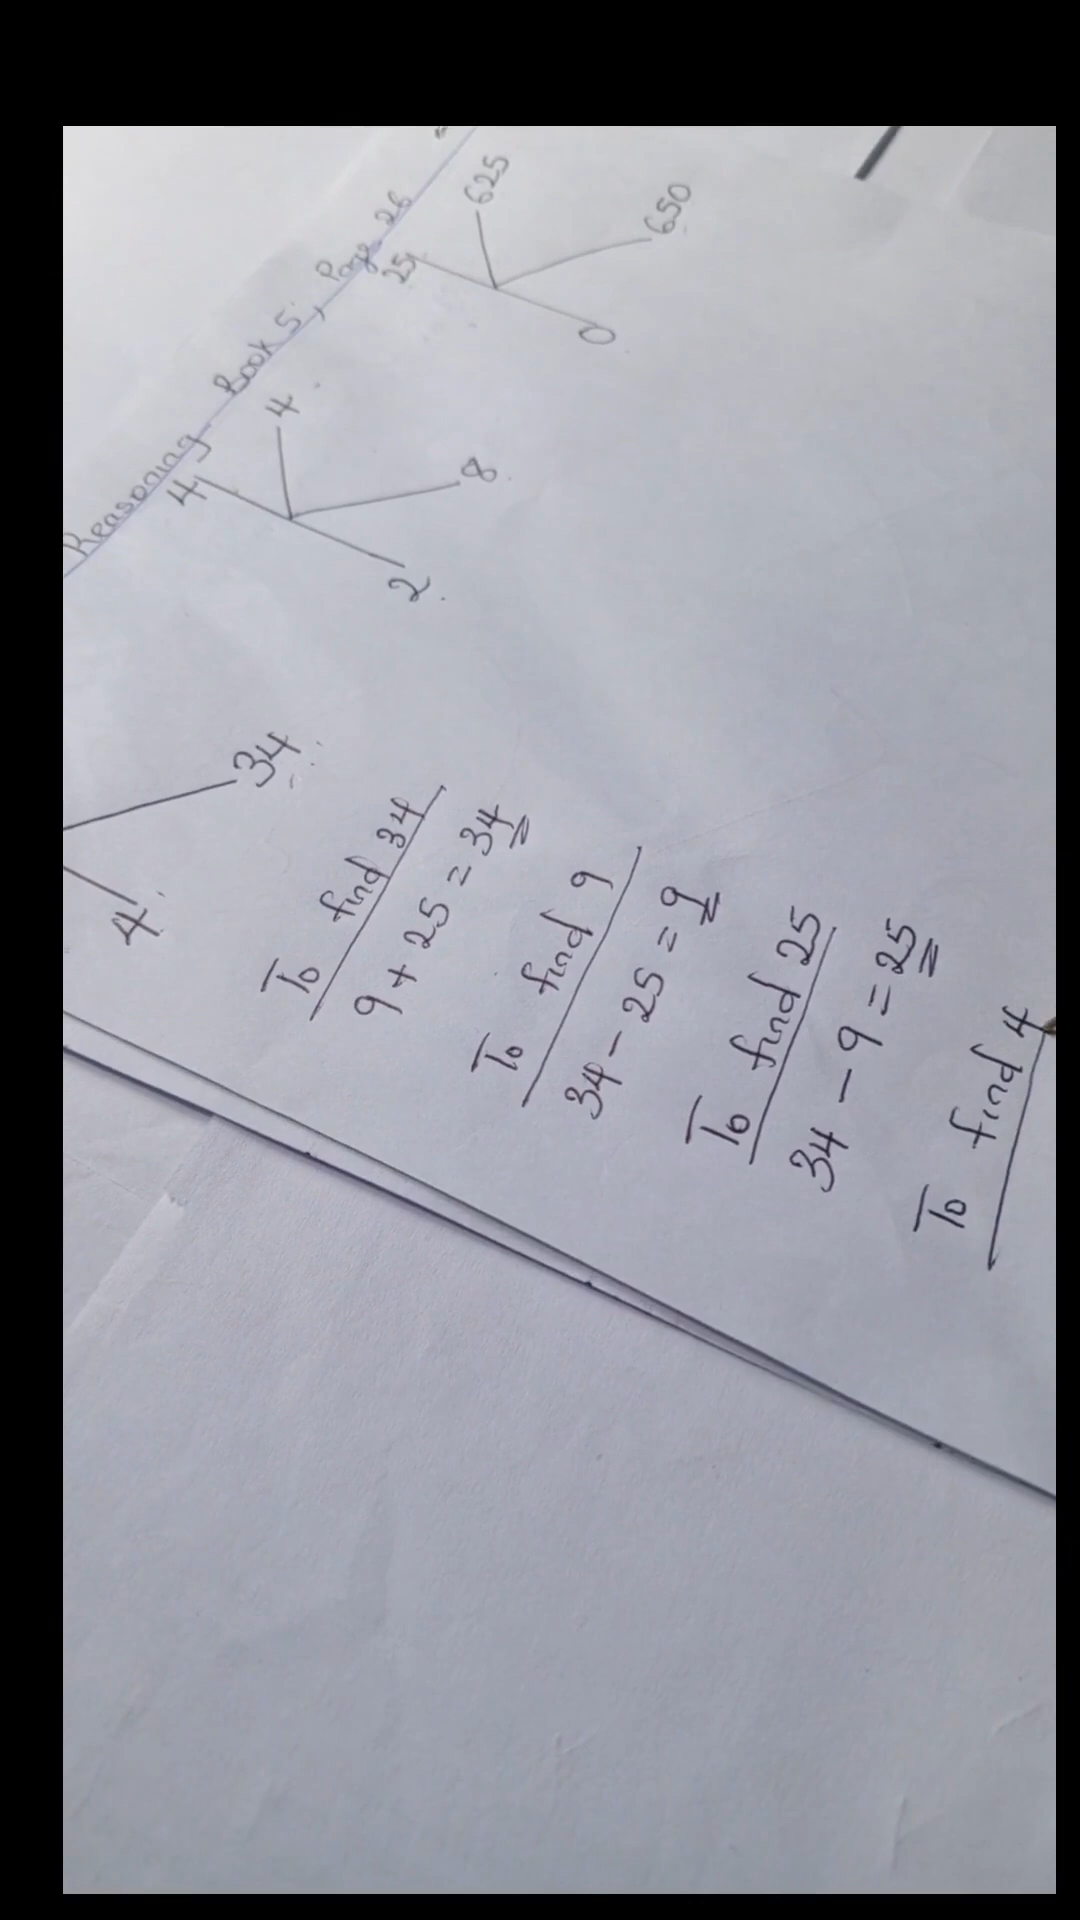 Reasoning Book 5, Page 26
4 4 8 2
25 625 650 0
34
4
To find 34
9 + 25 = 34
To find 9
34 - 25 = 9
To find 25
34 - 9 = 25
To find 4